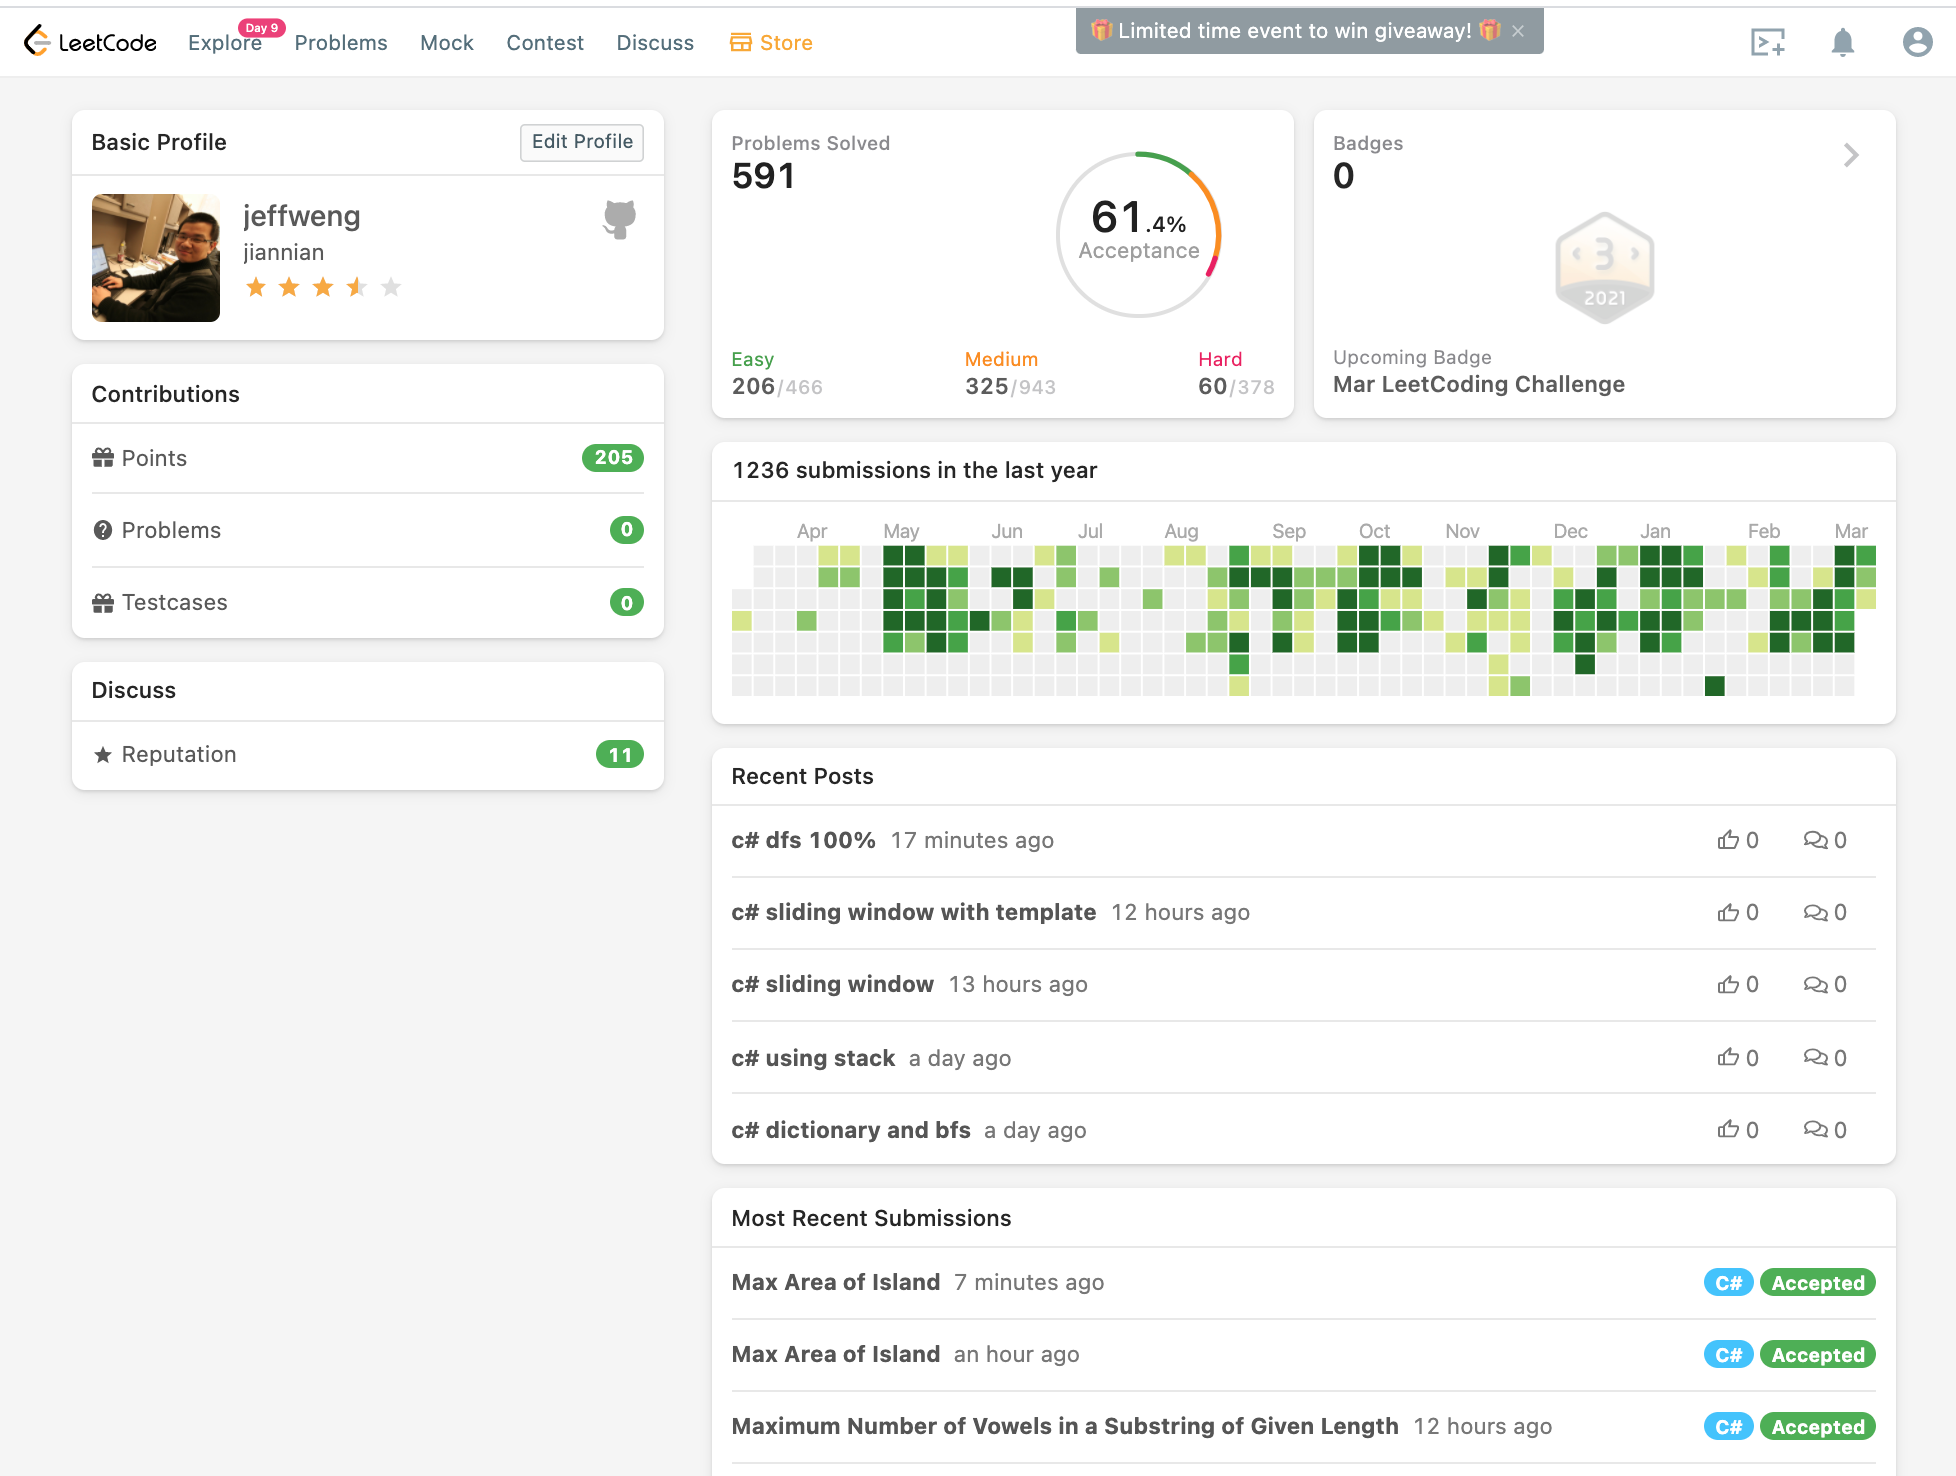 LeetCode Explore Day 9 Problems Mock Contest Discuss Store
Limited time event to win giveaway!
Basic Profile
Edit Profile
jeffweng
jiannian
Contributions
Points 205
Problems 0
Testcases 0
Discuss
Reputation 11
Problems Solved
591
61.4%
Acceptance
Easy
206/466
Medium
325/943
Hard
60/378
Badges
0
3
2021
Upcoming Badge
Mar LeetCoding Challenge
1236 submissions in the last year
Apr May Jun Jul Aug Sep Oct Nov Dec Jan Feb Mar
Recent Posts
c# dfs 100% 17 minutes ago 0 0
c# sliding window with template 12 hours ago 0 0
c# sliding window 13 hours ago 0 0
c# using stack a day ago 0 0
c# dictionary and bfs a day ago 0 0
Most Recent Submissions
Max Area of Island 7 minutes ago C# Accepted
Max Area of Island an hour ago C# Accepted
Maximum Number of Vowels in a Substring of Given Length 12 hours ago C# Accepted